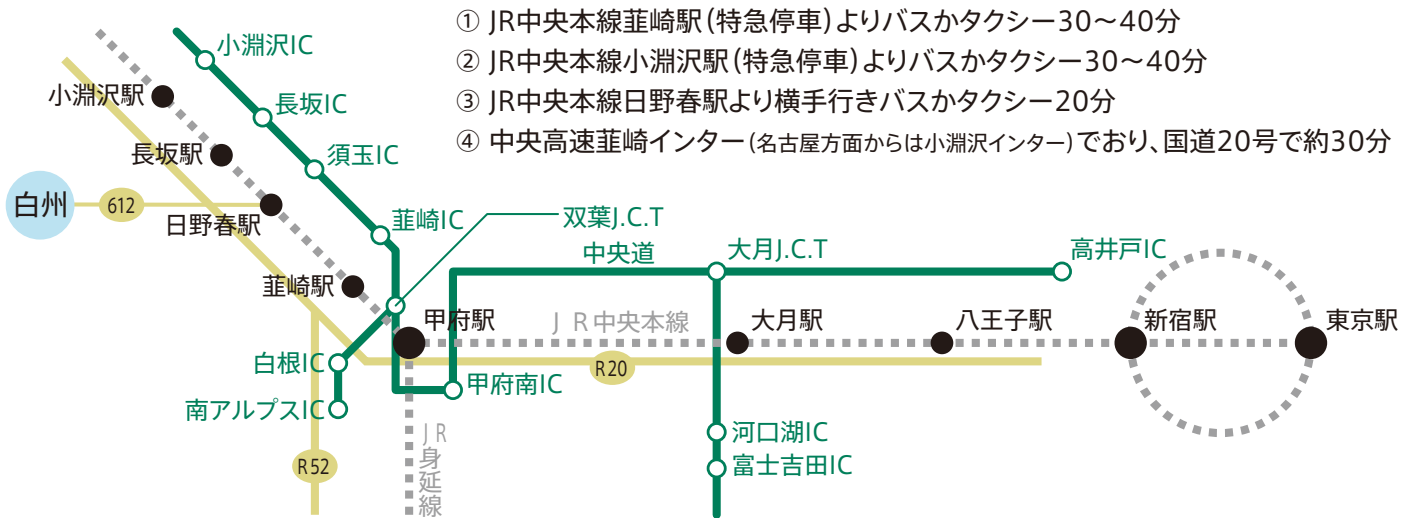 ① JR中央本線韮崎駅(特急停車)よりバスかタクシー30〜40分
② JR中央本線小淵沢駅(特急停車)よりバスかタクシー30〜40分
③ JR中央本線日野春駅より横手行きバスかタクシー20分
④ 中央高速韮崎インター(名古屋方面からは小淵沢インター)でおり、国道20号で約30分
小淵沢IC
小淵沢駅
長坂IC
長坂駅
須玉IC
白州
612
日野春駅
韮崎IC
双葉J.C.T
中央道
大月J.C.T
高井戸IC
韮崎駅
甲府駅
JR中央本線
大月駅
八王子駅
新宿駅
東京駅
白根IC
R20
甲府南IC
南アルプスIC
JR身延線
河口湖IC
富士吉田IC
R52